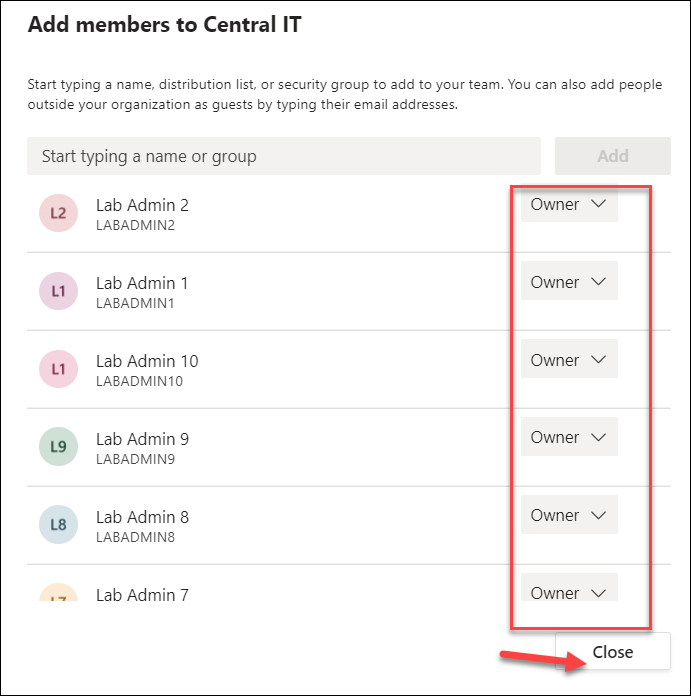 Add members to Central IT
Start typing a name, distribution list, or security group to add to your team. You can also add people
outside your organization as guests by typing their email addresses.
Start typing a name or group
Add
L2
Lab Admin 2
LABADMIN2
Owner
L1
Lab Admin 1
LABADMIN1
Owner
L1
Lab Admin 10
LABADMIN10
Owner
L9
Lab Admin 9
LABADMIN9
Owner
L8
Lab Admin 8
LABADMIN8
Owner
L7
Lab Admin 7
Owner
Close